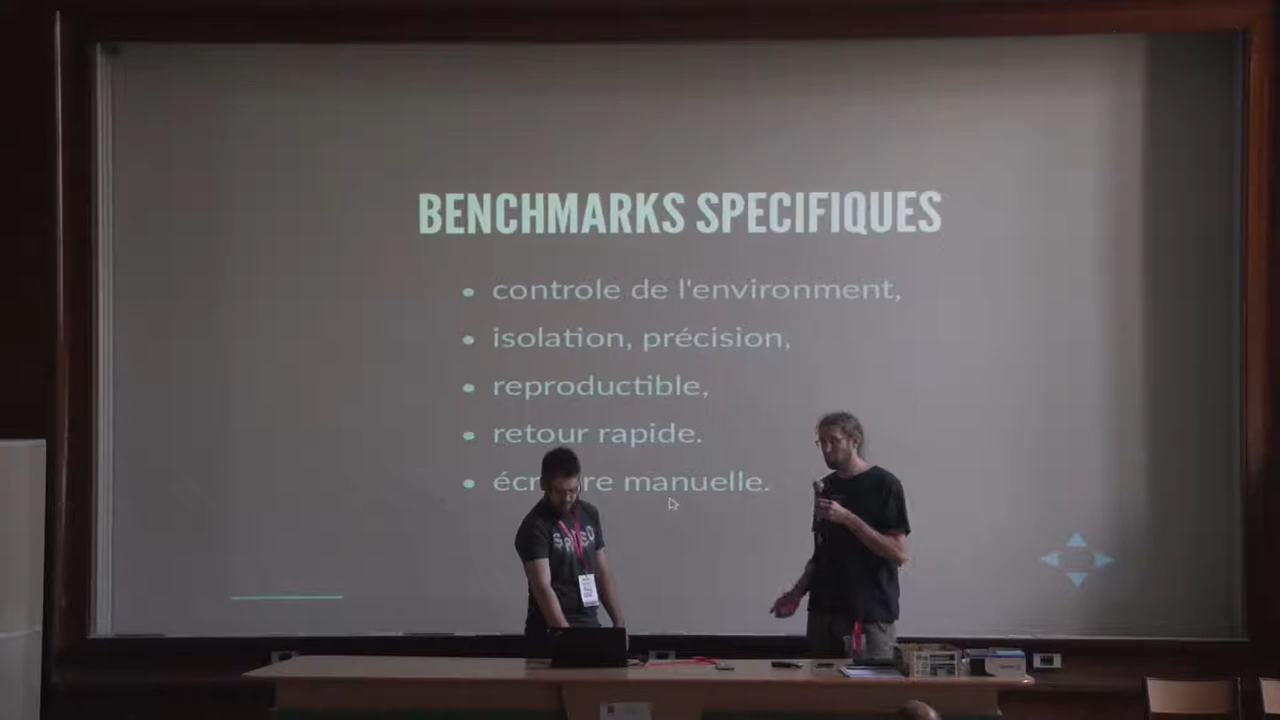 BENCHMARKS SPECIFIQUES
controle de l'environment,
isolation, précision,
reproductible,
retour rapide.
manuelle.